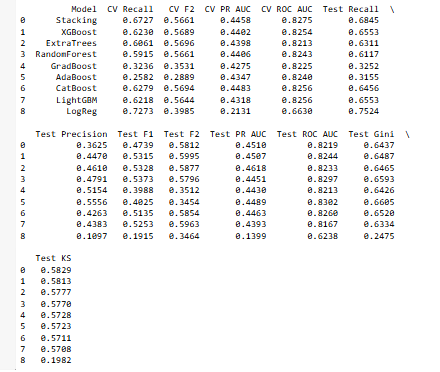 Model CV Recall CV F2 CV PR AUC CV ROC AUC Test Recall \
0 Stacking 0.6727 0.5661 0.4458 0.8275 0.6845
1 XGBoost 0.6230 0.5689 0.4402 0.8254 0.6553
2 ExtraTrees 0.6061 0.5696 0.4398 0.8213 0.6311
3 RandomForest 0.5915 0.5661 0.4406 0.8243 0.6117
4 GradBoost 0.3236 0.3531 0.4275 0.8225 0.3252
5 AdaBoost 0.2582 0.2889 0.4347 0.8240 0.3155
6 CatBoost 0.6279 0.5694 0.4483 0.8256 0.6456
7 LightGBM 0.6218 0.5644 0.4318 0.8256 0.6553
8 LogReg 0.7273 0.3985 0.2131 0.6630 0.7524
Test Precision Test F1 Test F2 Test PR AUC Test ROC AUC Test Gini \
0 0.3625 0.4739 0.5812 0.4510 0.8219 0.6437
1 0.4470 0.5315 0.5995 0.4507 0.8244 0.6487
2 0.4610 0.5328 0.5877 0.4618 0.8233 0.6465
3 0.4791 0.5373 0.5796 0.4451 0.8297 0.6593
4 0.5154 0.3988 0.3512 0.4430 0.8213 0.6426
5 0.5556 0.4025 0.3454 0.4489 0.8302 0.6605
6 0.4263 0.5135 0.5854 0.4463 0.8260 0.6520
7 0.4383 0.5253 0.5963 0.4393 0.8167 0.6334
8 0.1097 0.1915 0.3464 0.1399 0.6238 0.2475
Test KS
0 0.5829
1 0.5813
2 0.5777
3 0.5770
4 0.5728
5 0.5723
6 0.5711
7 0.5708
8 0.1982